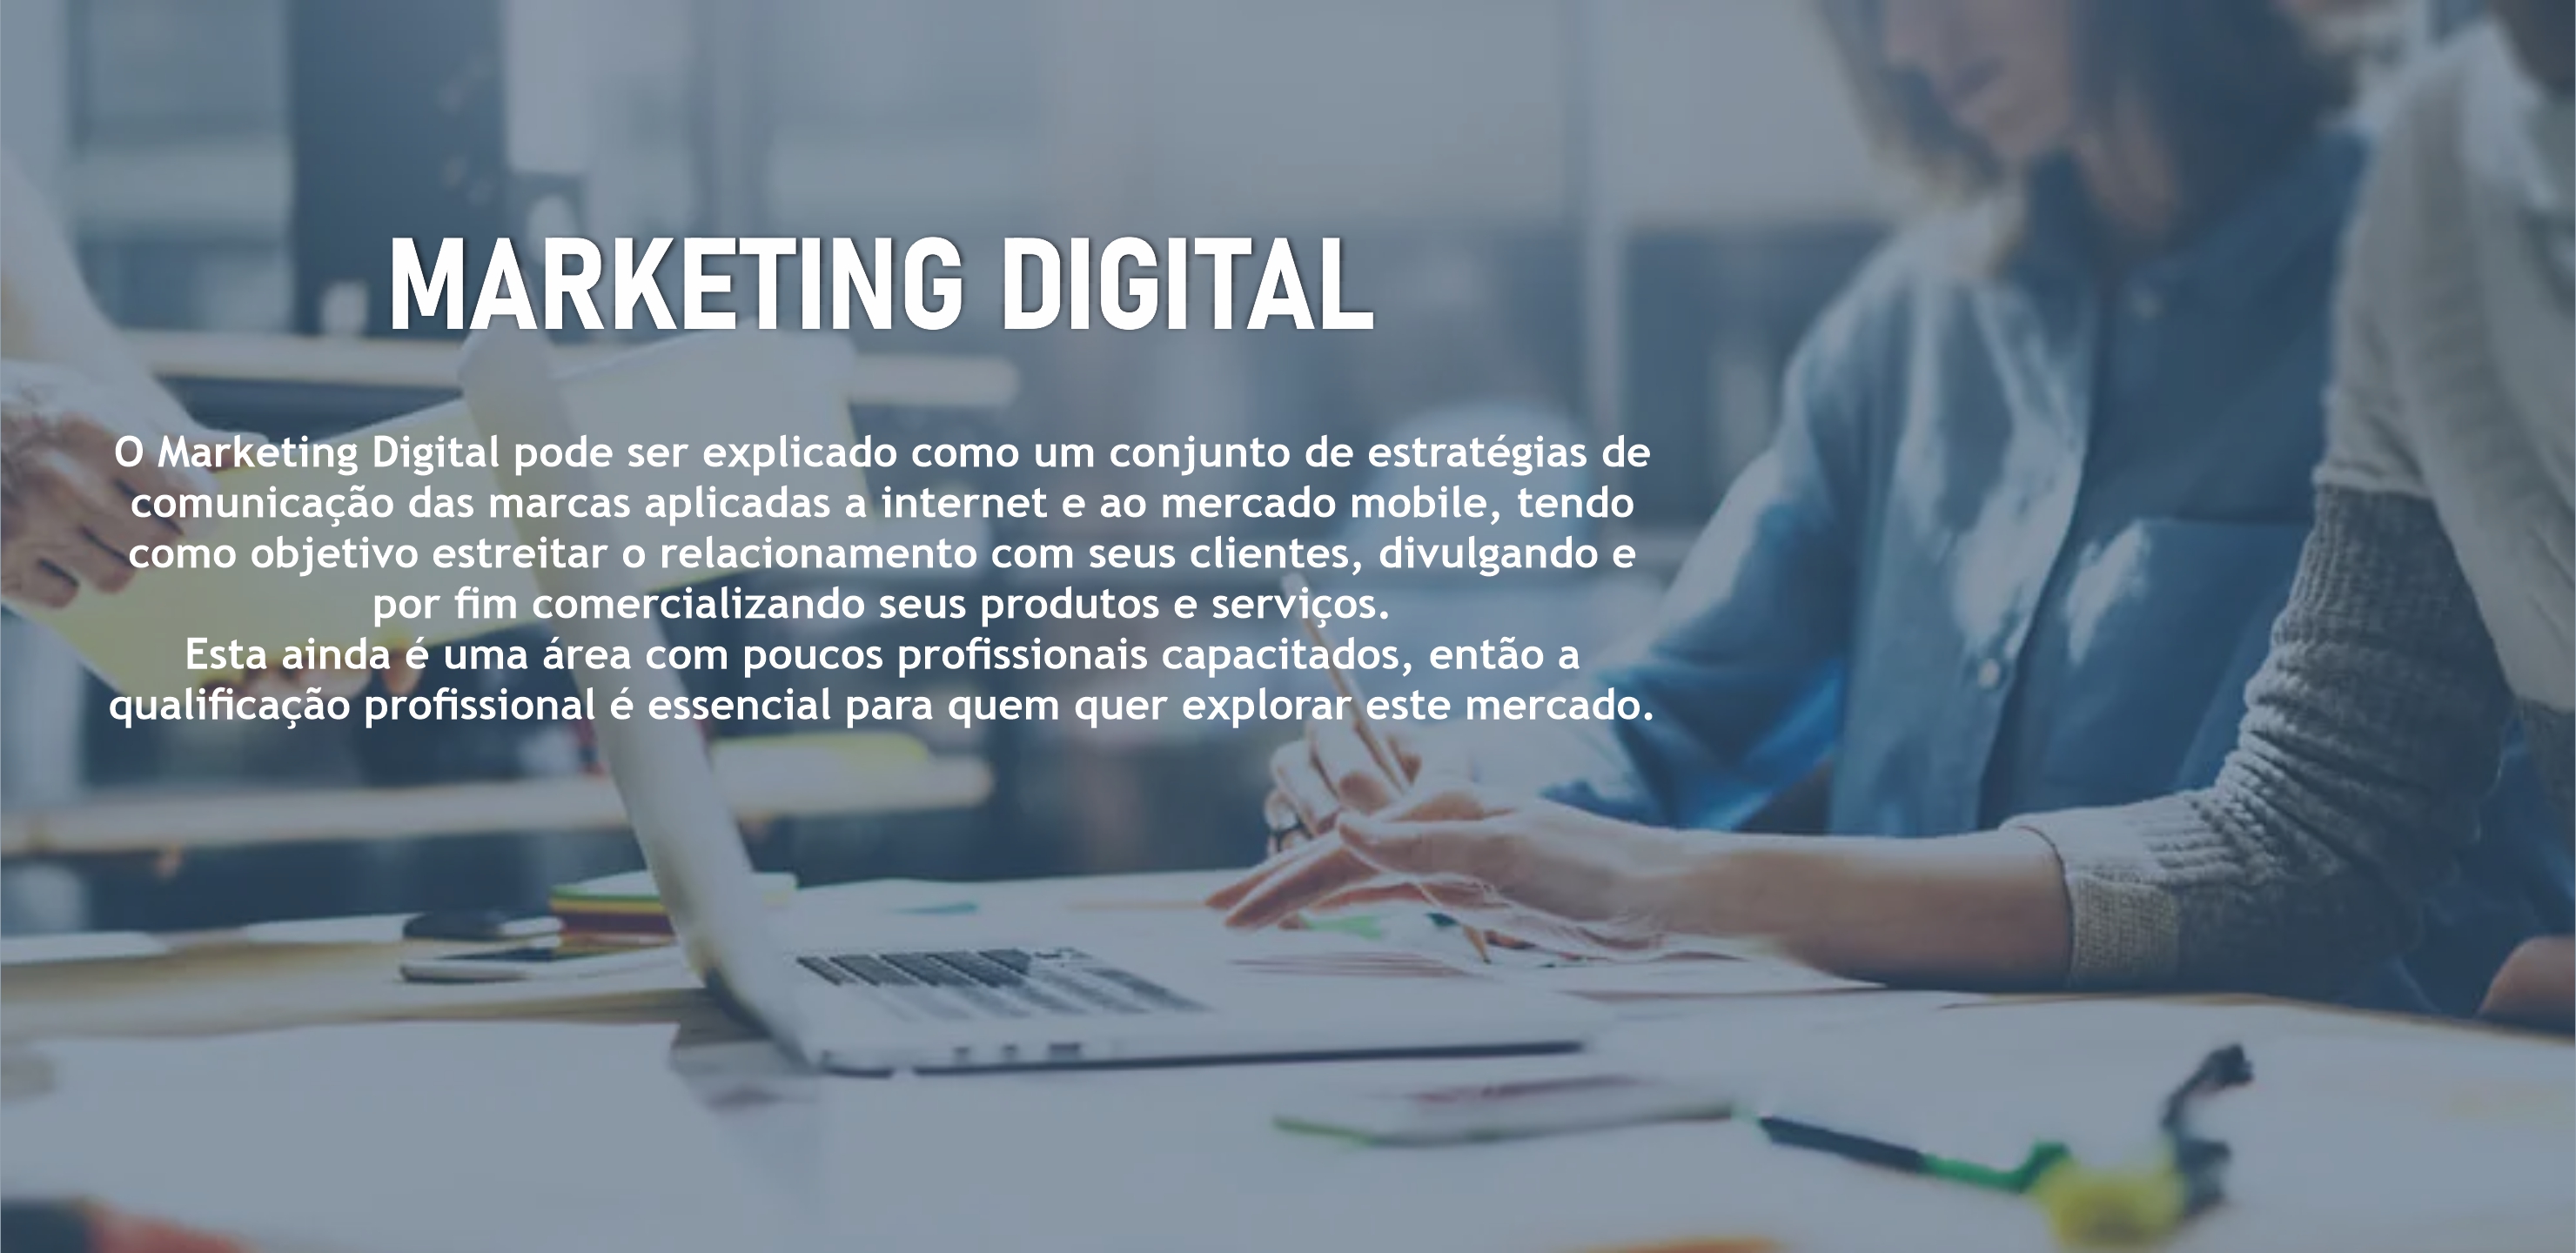 MARKETING DIGITAL
O Marketing Digital pode ser explicado como um conjunto de estratégias de
comunicação das marcas aplicadas a internet e ao mercado mobile, tendo
como objetivo estreitar o relacionamento com seus clientes, divulgando e
por fim comercializando seus produtos e serviços.
Esta ainda é uma área com poucos profissionais capacitados, então a
qualificação profissional é essencial para quem quer explorar este mercado.